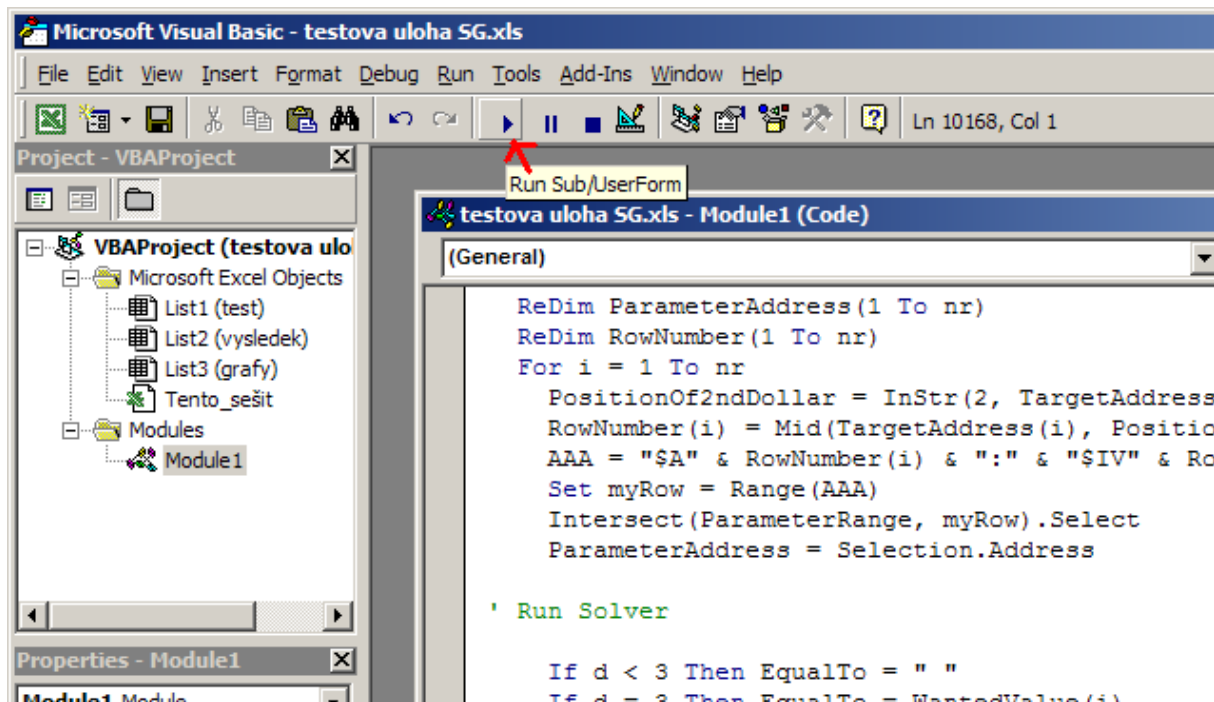 Microsoft Visual Basic - testova uloha SG.xls
File Edit View Insert Format Debug Run Tools Add-Ins Window Help
Ln 10168, Col 1
Project - VBAProject
Run Sub/UserForm
testova uloha SG.xls - Module1 (Code)
(General)
VBAProject (testova ulo
Microsoft Excel Objects
List1 (test)
List2 (vysledek)
List3 (grafy)
Tento_sešit
Modules
Module1
ReDim ParameterAddress(1 To nr)
ReDim RowNumber(1 To nr)
For i = 1 To nr
PositionOf2ndDollar = InStr(2, TargetAddress
RowNumber(i) = Mid(TargetAddress(i), Positio
AAA = "$A" & RowNumber(i) & ":" & "$IV" & Ro
Set myRow = Range(AAA)
Intersect(ParameterRange, myRow).Select
ParameterAddress = Selection.Address
' Run Solver
If d < 3 Then EqualTo = " "
If d = 3 Then EqualTo = WantedValue(i)
Properties - Module1
Module1 Module